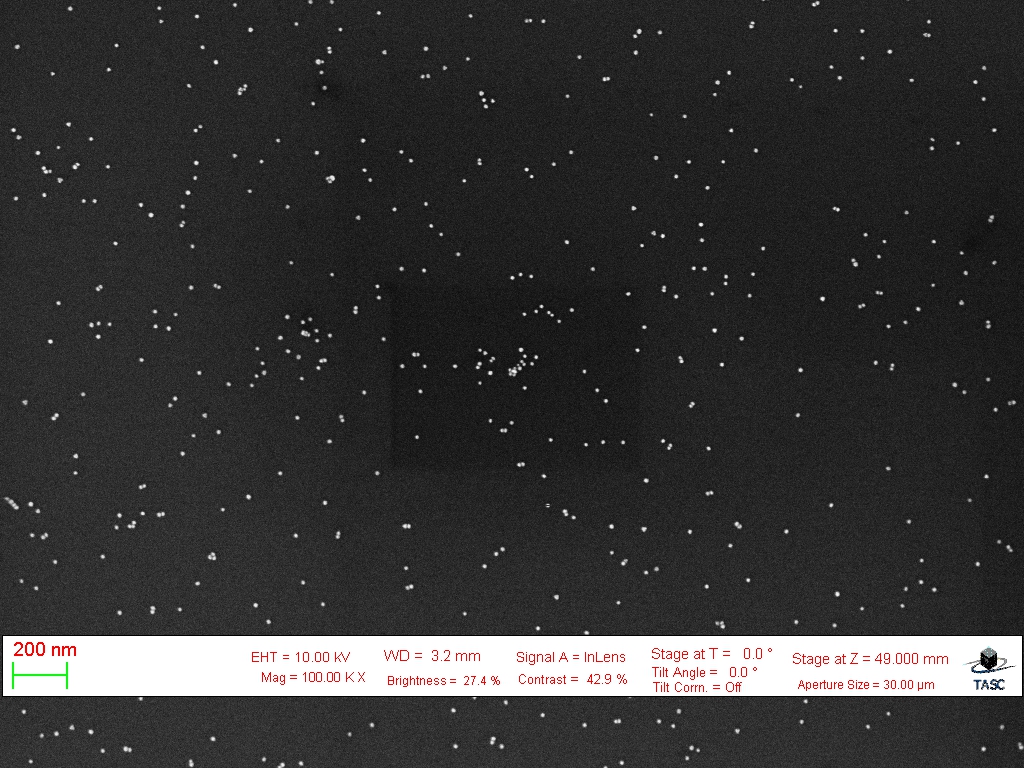 200 nm
EHT = 10.00 kV
Mag = 100.00 K X
WD = 3.2 mm
Brightness = 27.4 %
Signal A = InLens
Contrast = 42.9 %
Stage at T = 0.0 °
Tilt Angle = 0.0 °
Tilt Corrn. = Off
Stage at Z = 49.000 mm
Aperture Size = 30.00 µm
TASC